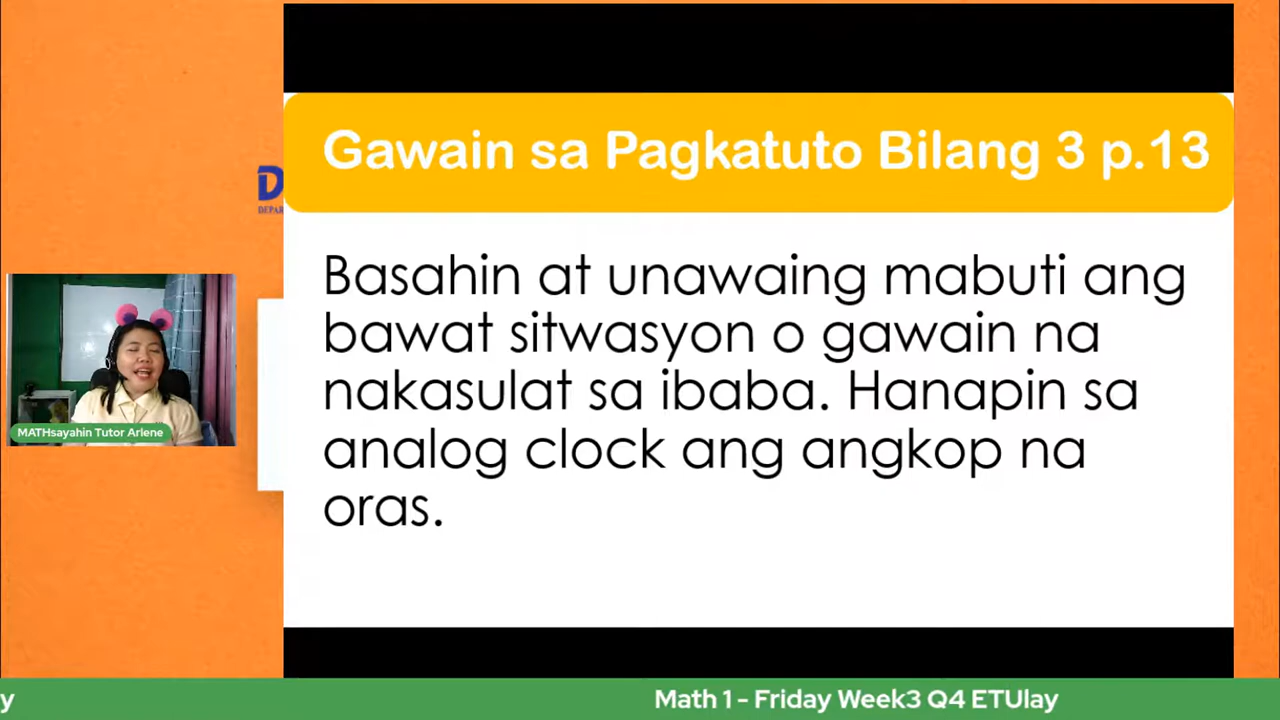 Gawain sa Pagkatuto Bilang 3 p.13
Basahin at unawaing mabuti ang
bawat sitwasyon o gawain na
nakasulat sa ibaba. Hanapin sa
analog clock ang angkop na
oras.
D
DEPAR
MATHsayahin Tutor Arlene
y
Math 1 - Friday Week3 Q4 ETUlay